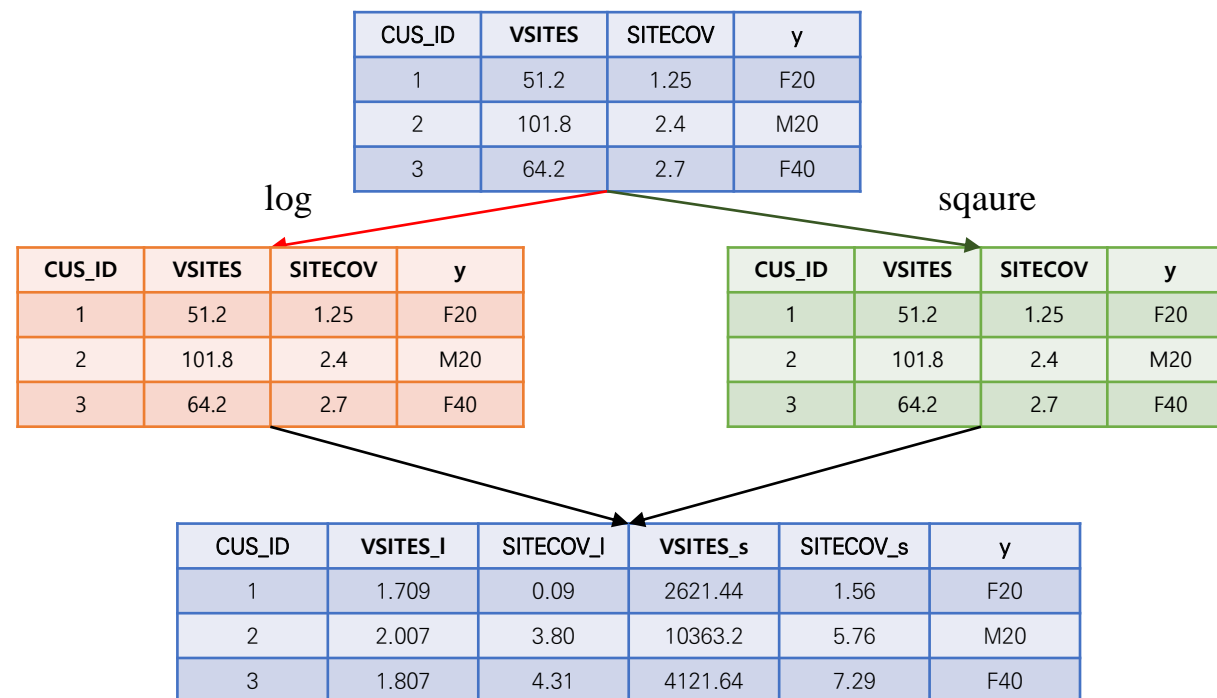 CUS_ID VSITES SITECOV y
1 51.2 1.25 F20
2 101.8 2.4 M20
3 64.2 2.7 F40
log sqaure
CUS_ID VSITES SITECOV y
1 51.2 1.25 F20
2 101.8 2.4 M20
3 64.2 2.7 F40
CUS_ID VSITES SITECOV y
1 51.2 1.25 F20
2 101.8 2.4 M20
3 64.2 2.7 F40
CUS_ID VSITES_l SITECOV_l VSITES_s SITECOV_s y
1 1.709 0.09 2621.44 1.56 F20
2 2.007 3.80 10363.2 5.76 M20
3 1.807 4.31 4121.64 7.29 F40